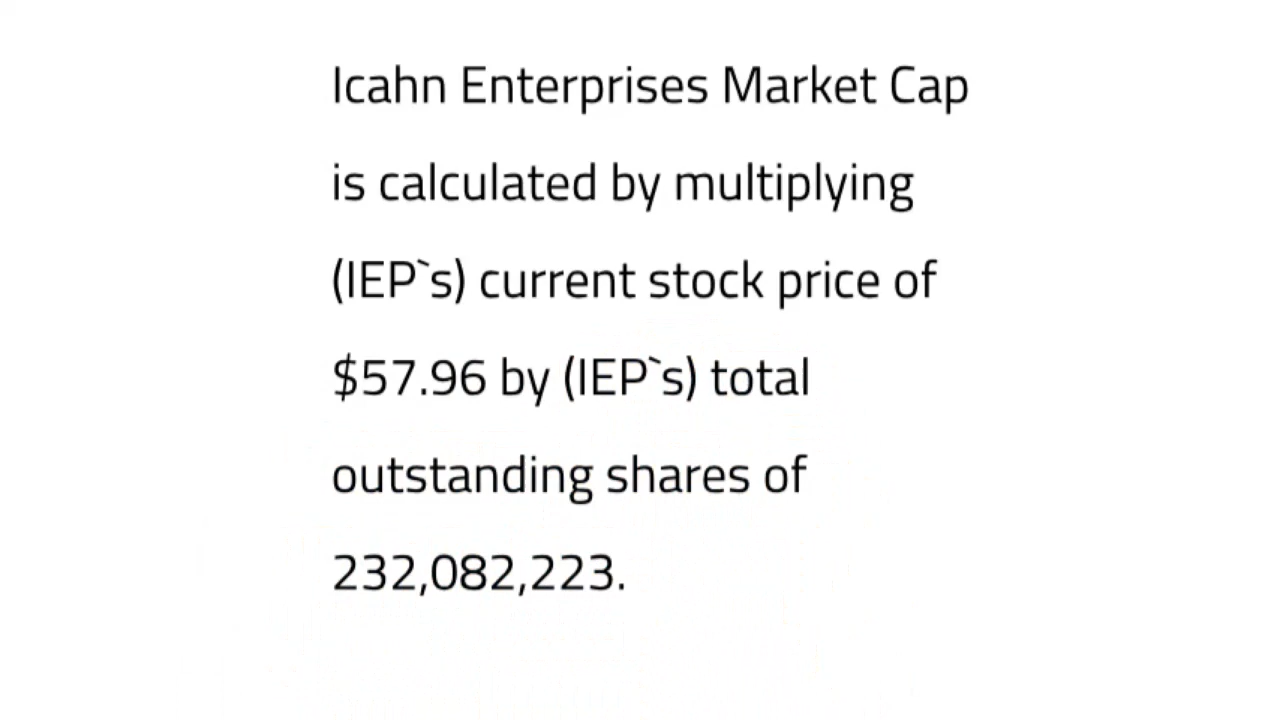 Icahn Enterprises Market Cap
is calculated by multiplying
(IEP`s) current stock price of
$57.96 by (IEP`s) total
outstanding shares of
232,082,223.